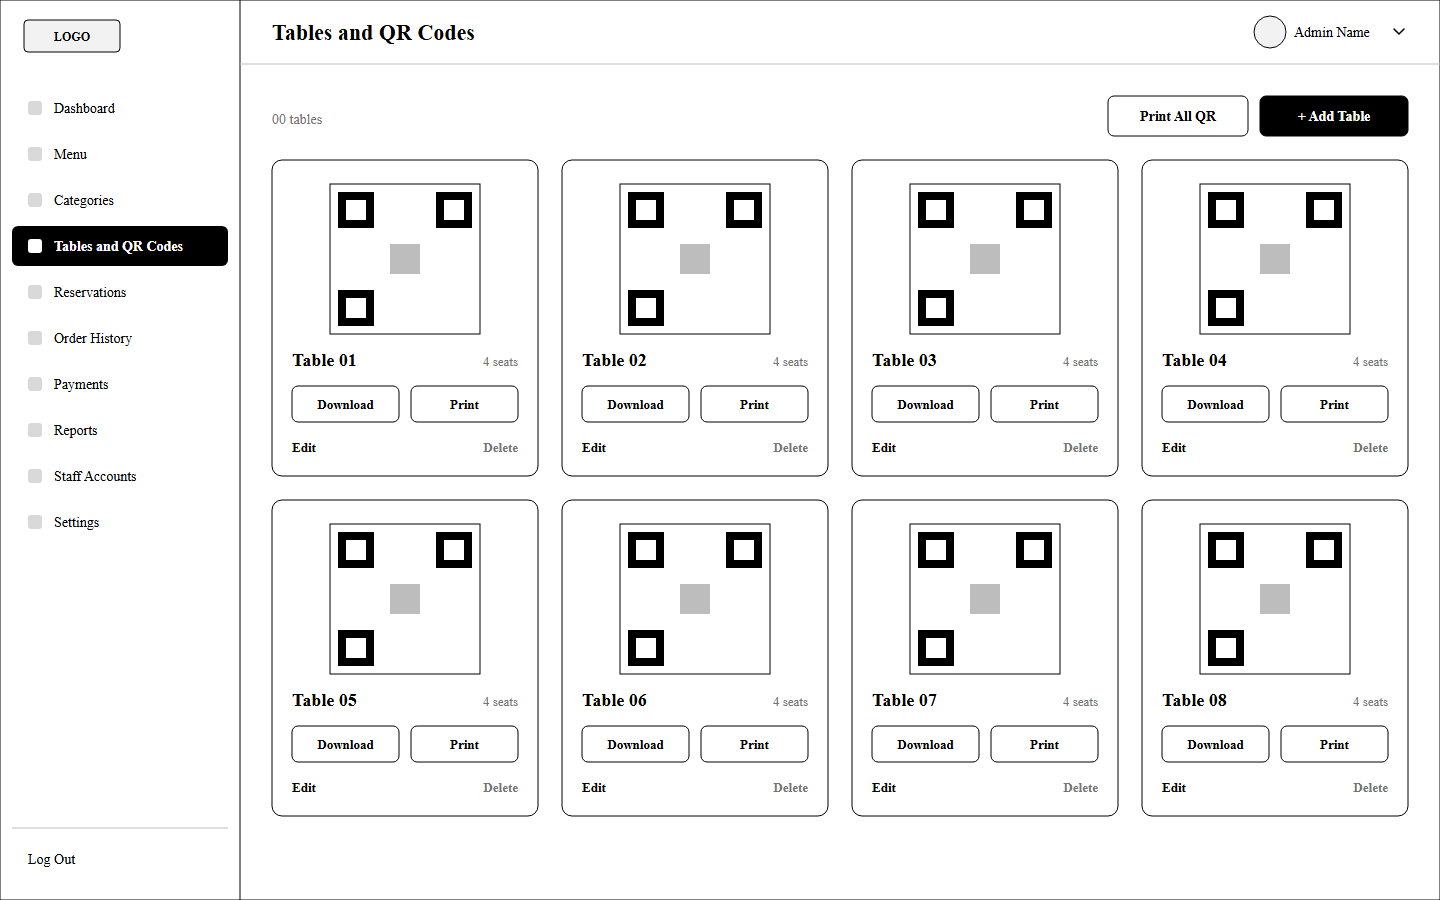 LOGO
Dashboard
Menu
Categories
Tables and QR Codes
Reservations
Order History
Payments
Reports
Staff Accounts
Settings
Log Out
Tables and QR Codes
Admin Name
00 tables
Print All QR
+ Add Table
Table 01 4 seats
Download Print
Edit Delete
Table 02 4 seats
Download Print
Edit Delete
Table 03 4 seats
Download Print
Edit Delete
Table 04 4 seats
Download Print
Edit Delete
Table 05 4 seats
Download Print
Edit Delete
Table 06 4 seats
Download Print
Edit Delete
Table 07 4 seats
Download Print
Edit Delete
Table 08 4 seats
Download Print
Edit Delete